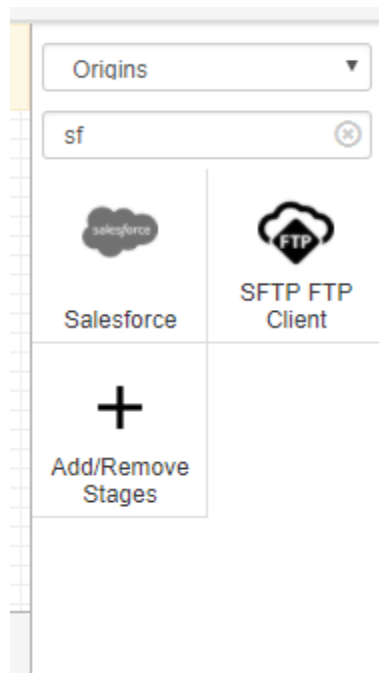 Origins
sf
salesforce
FTP
Salesforce
SFTP FTP
Client
Add/Remove
Stages